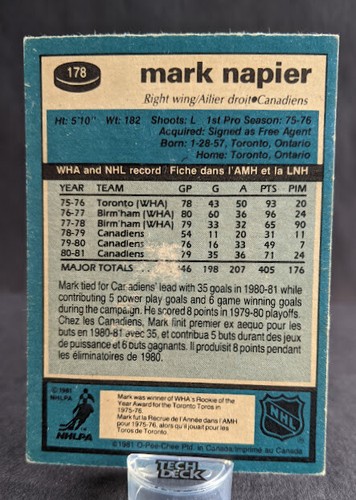 178
mark napier
Right wing/Ailier droit•Canadiens
Ht: 5'10" Wt: 182 Shoots: L 1st Pro Season: 75-76
Acquired: Signed as Free Agent
Born: 1-28-57, Toronto, Ontario
Home: Toronto, Ontario
WHA and NHL record / Fiche dans l'AMH et la LNH
YEAR TEAM GP G A PTS PIM
75-76 Toronto (WHA) 78 43 50 93 20
76-77 Birm'ham (WHA) 80 60 36 96 24
77-78 Birm'ham (WHA) 79 33 32 65 90
78-79 Canadiens 54 11 20 31 11
79-80 Canadiens 76 16 33 49 7
80-81 Canadiens 79 35 36 71 24
MAJOR TOTALS 46 198 207 405 176
Mark tied for Canadiens' lead with 35 goals in 1980-81 while
contributing 5 power play goals and 6 game winning goals
during the campaign. He scored 8 points in 1979-80 playoffs.
Chez les Canadiens, Mark finit premier ex aequo pour les
buts en 1980-81 avec 35, et contribua 5 buts durant des jeux
de puissance et 6 buts gagnants. Il produisit 8 points pendant
les éliminatoires de 1980.
© 1981
NHLPA
NHLPA
Mark was winner of WHA's Rookie of the
Year Award for the Toronto Toros in
1975-76.
Mark fut la Recrue de l'Année dans l'AMH
pour 1975-76, alors qu'il jouait pour les
Toronto Toros.
NHL
©1981 O-Pee-Chee Ptd. in Canada/Imprimé au Canada
TECH
DECK